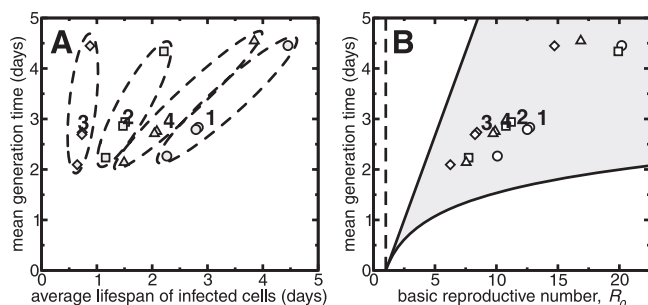 A
mean generation time (days)
5
4
3
2
1
0
3
2
4
1
0 1 2 3 4 5
average lifespan of infected cells (days)
B
mean generation time (days)
5
4
3
2
1
0
3 4 2 1
5 10 15 20
basic reproductive number, R₀